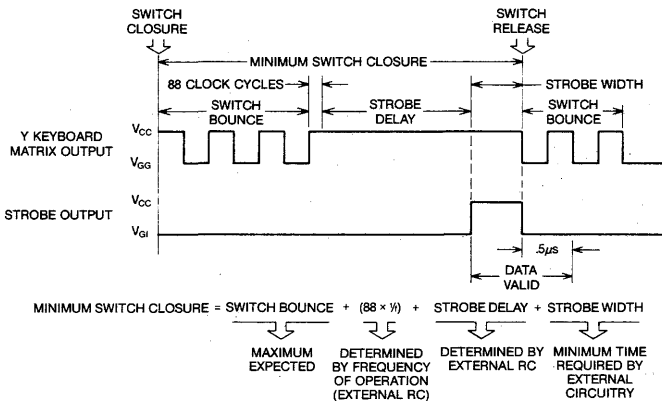 SWITCH CLOSURE
SWITCH RELEASE
MINIMUM SWITCH CLOSURE
88 CLOCK CYCLES
STROBE WIDTH
SWITCH BOUNCE
STROBE DELAY
SWITCH BOUNCE
Y KEYBOARD MATRIX OUTPUT
VCC
VGG
STROBE OUTPUT
VCC
VGI
.5μs
DATA VALID
MINIMUM SWITCH CLOSURE = SWITCH BOUNCE + (88 × 1/f) + STROBE DELAY + STROBE WIDTH
MAXIMUM EXPECTED
DETERMINED BY FREQUENCY OF OPERATION (EXTERNAL RC)
DETERMINED BY EXTERNAL RC
MINIMUM TIME REQUIRED BY EXTERNAL CIRCUITRY